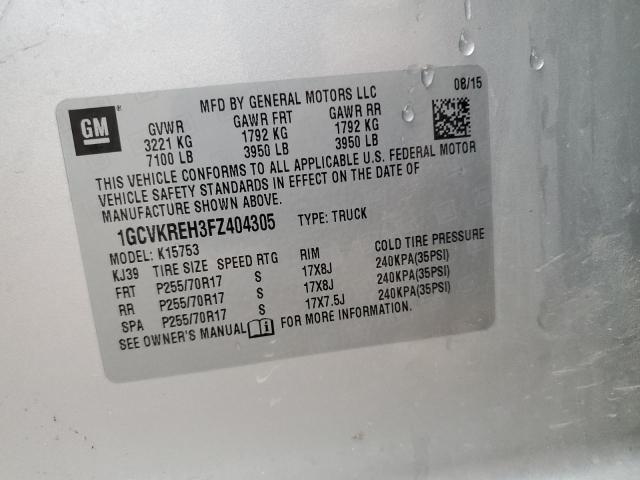 GM
MFD BY GENERAL MOTORS LLC
08/15
GVWR GAWR FRT GAWR RR
3221 KG 1792 KG 1792 KG
7100 LB 3950 LB 3950 LB
THIS VEHICLE CONFORMS TO ALL APPLICABLE U.S. FEDERAL MOTOR
VEHICLE SAFETY STANDARDS IN EFFECT ON THE DATE OF
MANUFACTURE SHOWN ABOVE.
1GCVKREH3FZ404305 TYPE: TRUCK
MODEL: K15753
KJ39 TIRE SIZE SPEED RTG RIM COLD TIRE PRESSURE
FRT P255/70R17 S 17X8J 240KPA(35PSI)
RR P255/70R17 S 17X8J 240KPA(35PSI)
SPA P255/70R17 S 17X7.5J 240KPA(35PSI)
SEE OWNER'S MANUAL FOR MORE INFORMATION.